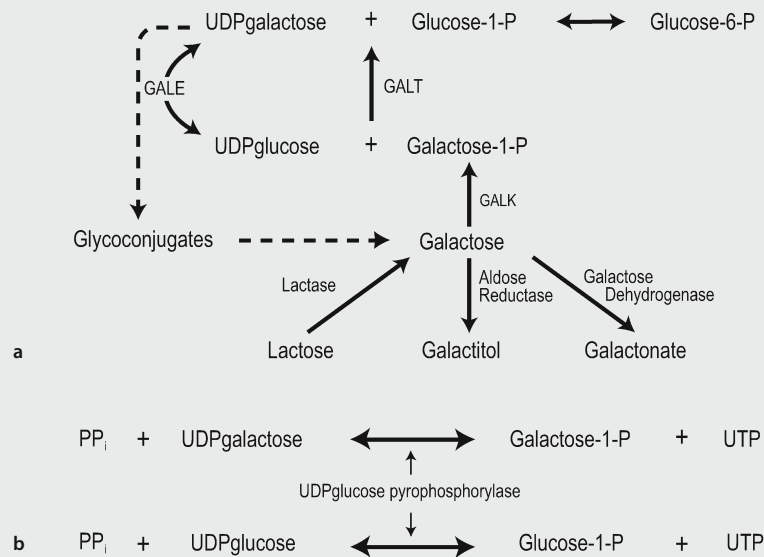 UDPgalactose + Glucose-1-P Glucose-6-P
GALE
GALT
UDPglucose + Galactose-1-P
GALK
Glycoconjugates Galactose
Lactase
Aldose
Reductase
Galactose
Dehydrogenase
a Lactose Galactitol Galactonate
PPi + UDPgalactose Galactose-1-P + UTP
UDPglucose pyrophosphorylase
b PPi + UDPglucose Glucose-1-P + UTP